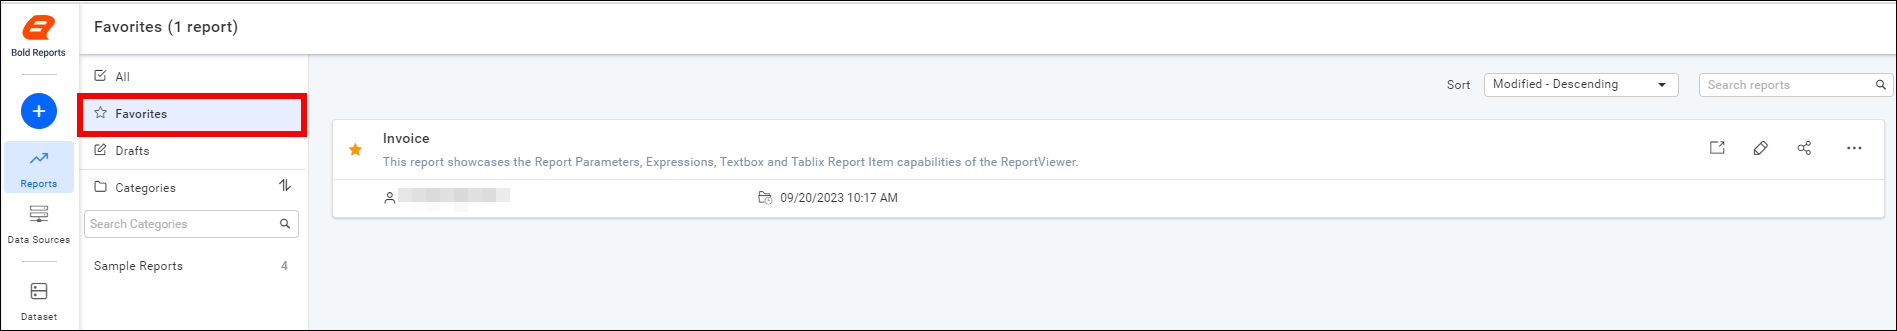 Bold Reports
Reports
Data Sources
Dataset
Favorites (1 report)
All
Favorites
Drafts
Categories
Search Categories
Sample Reports 4
Sort Modified - Descending Search reports
Invoice
This report showcases the Report Parameters, Expressions, Textbox and Tablix Report Item capabilities of the ReportViewer.
09/20/2023 10:17 AM